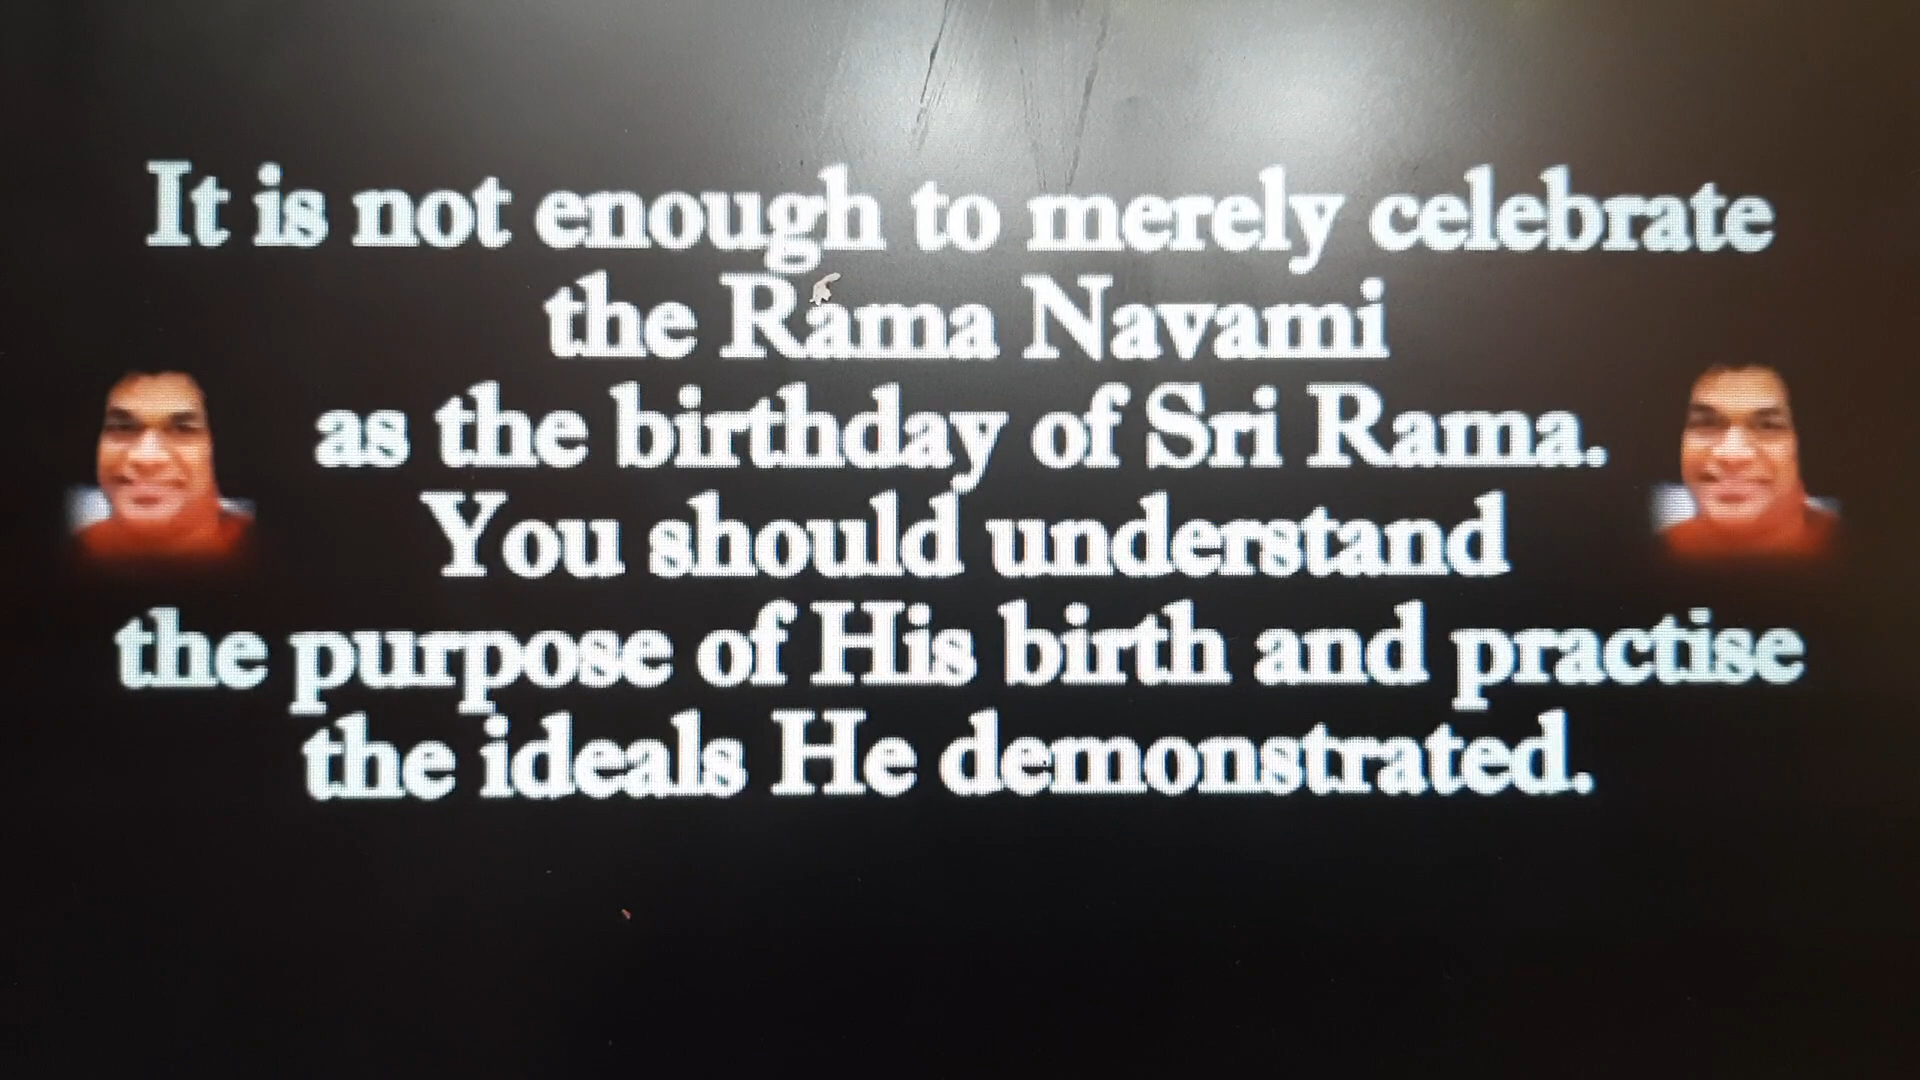 It is not enough to merely celebrate
the Rama Navami
as the birthday of Sri Rama.
You should understand
the purpose of His birth and practise
the ideals He demonstrated.